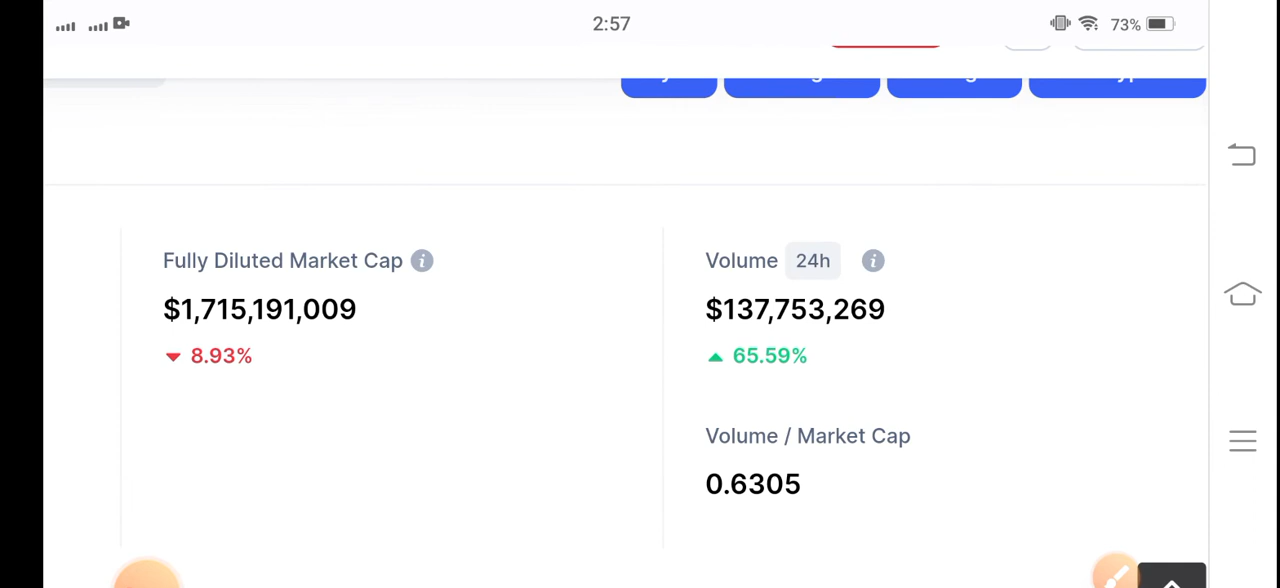 2:57
73%
Fully Diluted Market Cap
$1,715,191,009
8.93%
Volume 24h
$137,753,269
65.59%
Volume / Market Cap
0.6305